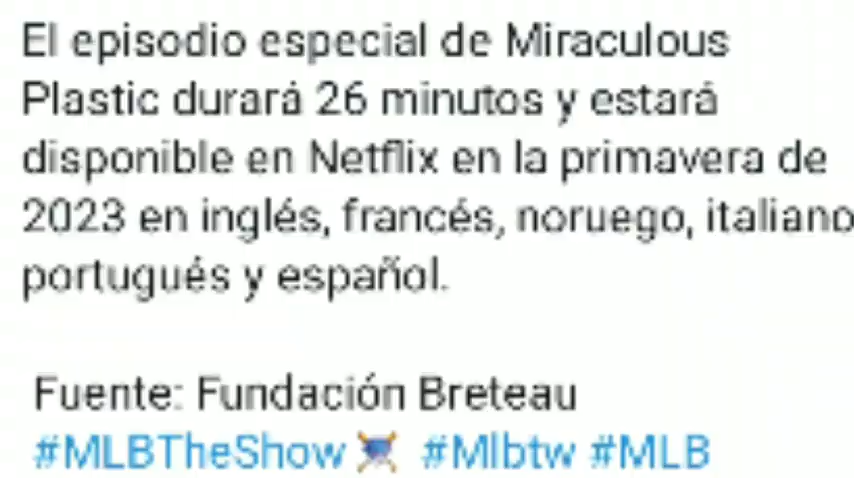 El episodio especial de Miraculous
Plastic durará 26 minutos y estará
disponible en Netflix en la primavera de
2023 en inglés, francés, noruego, italiano
portugués y español.
Fuente: Fundación Breteau
#MLBTheShow #Mlbtw #MLB